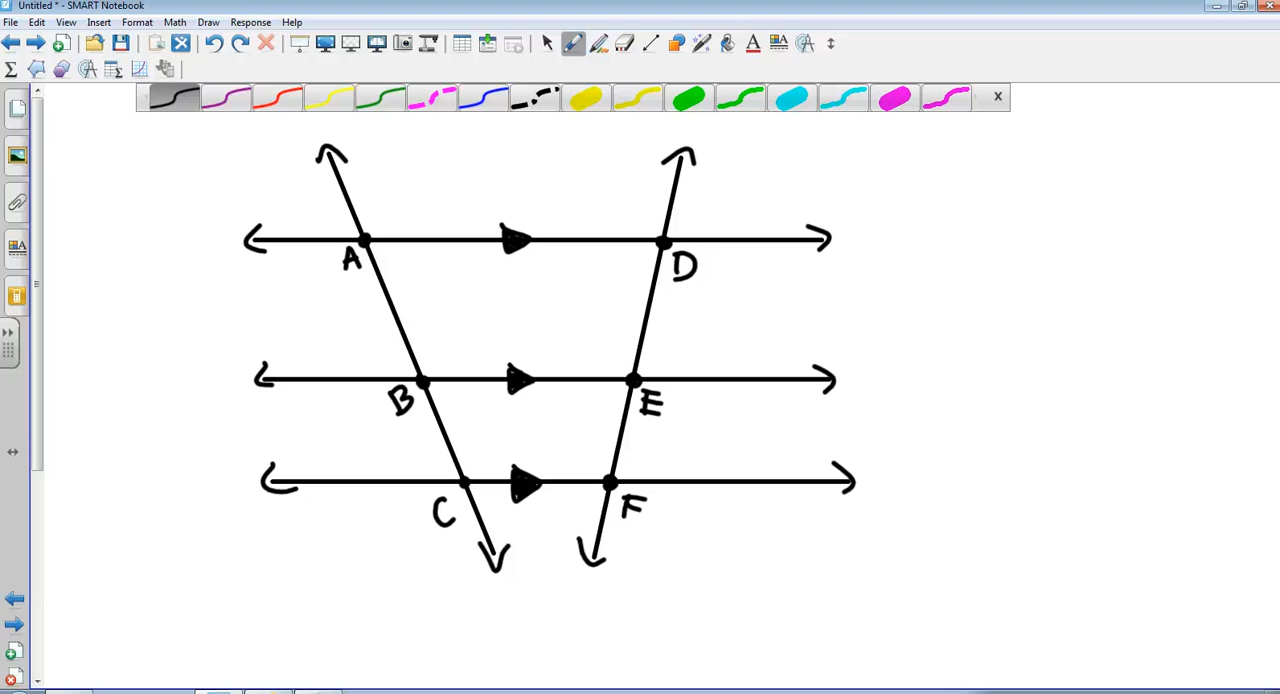 Untitled * - SMART Notebook
File Edit View Insert Format Math Draw Response Help
x
A D
B E
C F